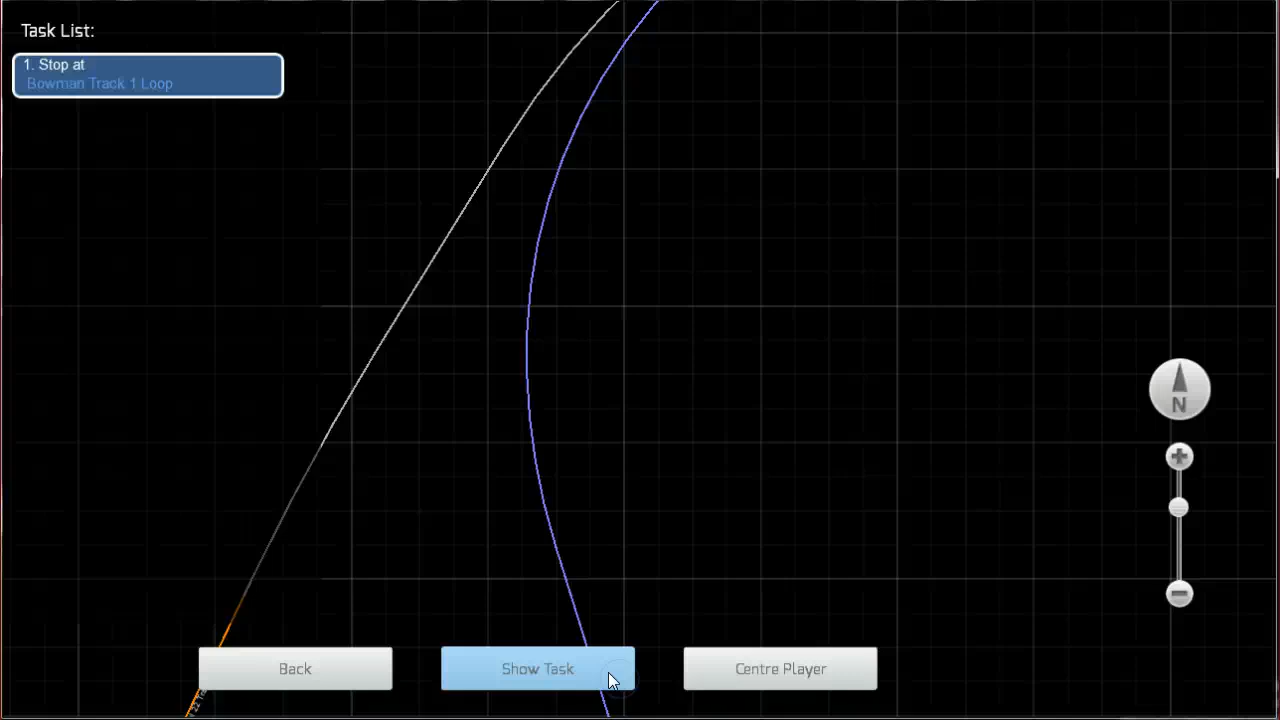 Task List:
1. Stop at
Bowman Track 1 Loop
N
Back
Show Task
Centre Player